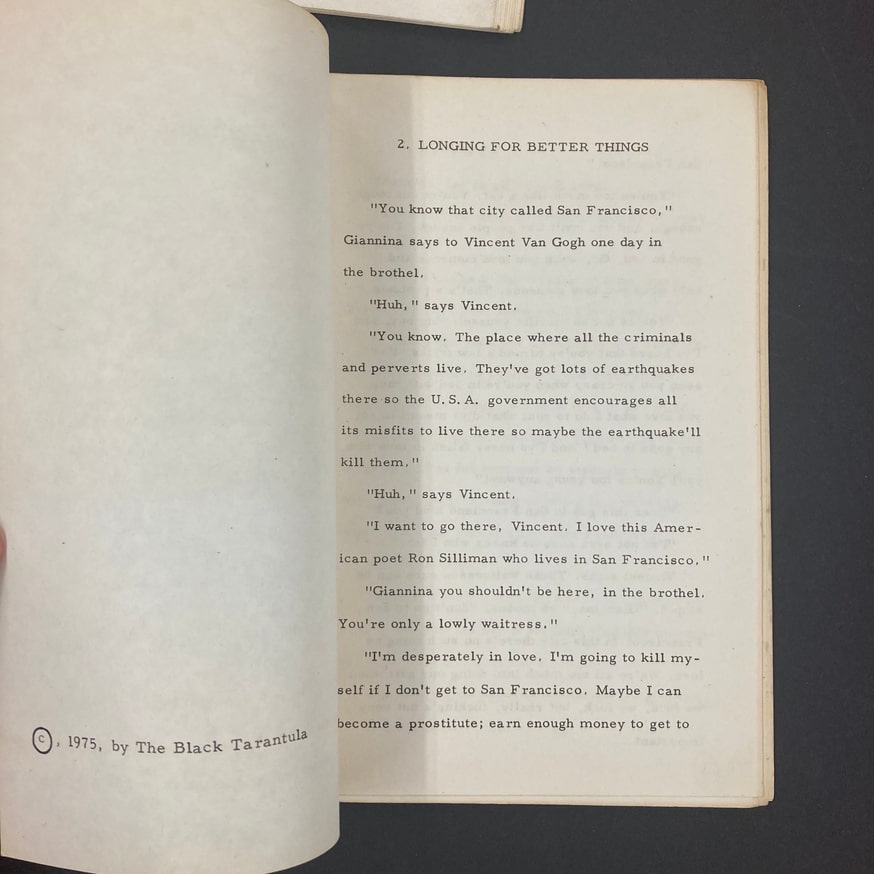 ©, 1975, by The Black Tarantula
2. LONGING FOR BETTER THINGS
"You know that city called San Francisco,"
Giannina says to Vincent Van Gogh one day in
the brothel.
"Huh," says Vincent.
"You know. The place where all the criminals
and perverts live. They've got lots of earthquakes
there so the U.S.A. government encourages all
its misfits to live there so maybe the earthquake'll
kill them."
"Huh," says Vincent.
"I want to go there, Vincent. I love this Amer-
ican poet Ron Silliman who lives in San Francisco."
"Giannina you shouldn't be here, in the brothel.
You're only a lowly waitress."
"I'm desperately in love. I'm going to kill my-
self if I don't get to San Francisco. Maybe I can
become a prostitute; earn enough money to get to